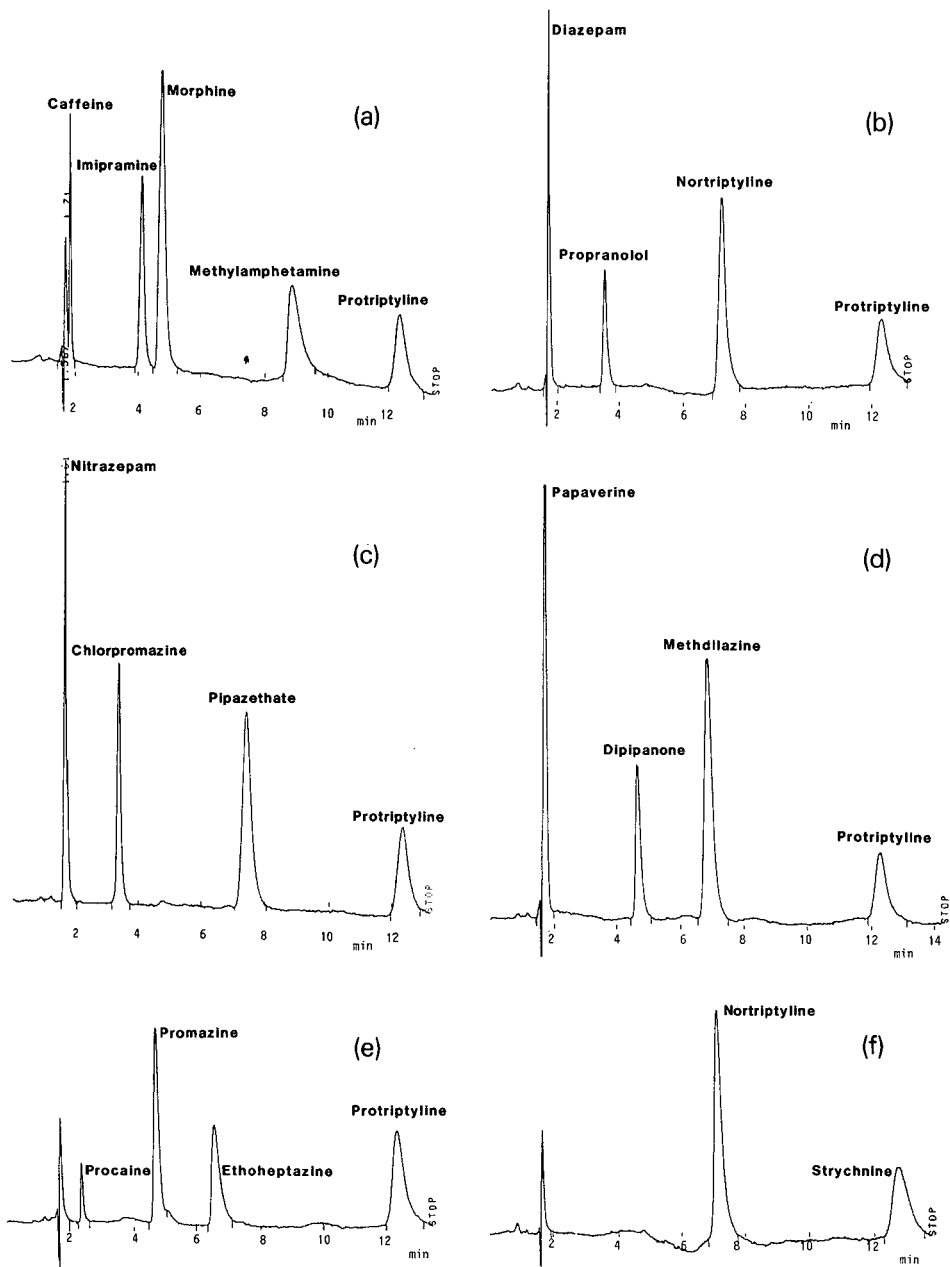 Caffeine
Morphine
(a)
Imipramine
Methylamphetamine
Protriptyline
STOP
2 4 6 8 10 12
min
Diazepam
(b)
Nortriptyline
Propranolol
Protriptyline
STOP
2 4 6 8 10 12
min
Nitrazepam
(c)
Chlorpromazine
Pipazethate
Protriptyline
STOP
2 4 6 8 10 12
min
Papaverine
(d)
Methdilazine
Dipipanone
Protriptyline
STOP
2 4 6 8 10 12 14
min
Promazine
(e)
Protriptyline
Procaine
Ethoheptazine
STOP
2 4 6 8 10 12
min
Nortriptyline
(f)
Strychnine
STOP
2 4 6 8 10 12
min